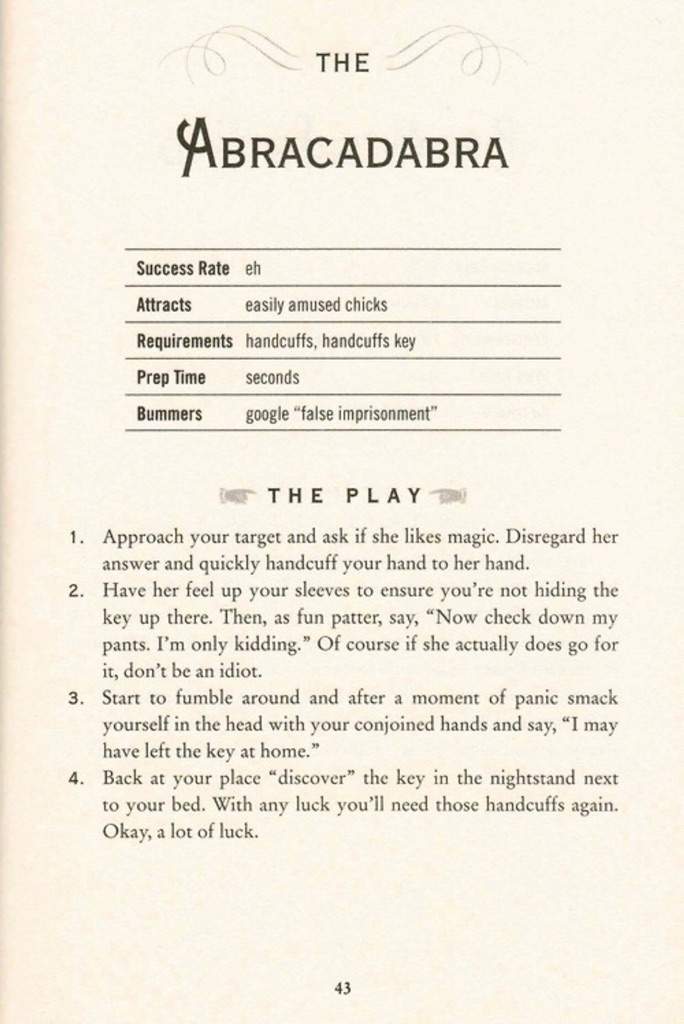 THE
ABRACADABRA
Success Rate eh
Attracts easily amused chicks
Requirements handcuffs, handcuffs key
Prep Time seconds
Bummers google “false imprisonment”
THE PLAY
1. Approach your target and ask if she likes magic. Disregard her
answer and quickly handcuff your hand to her hand.
2. Have her feel up your sleeves to ensure you’re not hiding the
key up there. Then, as fun patter, say, “Now check down my
pants. I’m only kidding.” Of course if she actually does go for
it, don’t be an idiot.
3. Start to fumble around and after a moment of panic smack
yourself in the head with your conjoined hands and say, “I may
have left the key at home.”
4. Back at your place “discover” the key in the nightstand next
to your bed. With any luck you’ll need those handcuffs again.
Okay, a lot of luck.
43